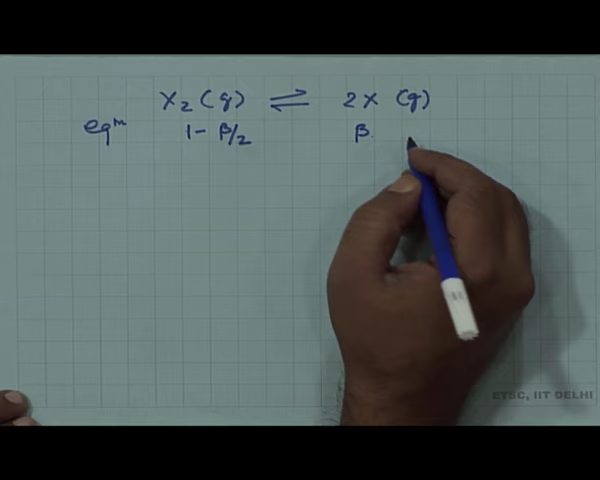 X₂ (g) ⇌ 2X (g)
eqᵐ 1 - β/2 β
ETSC, IIT DELHI